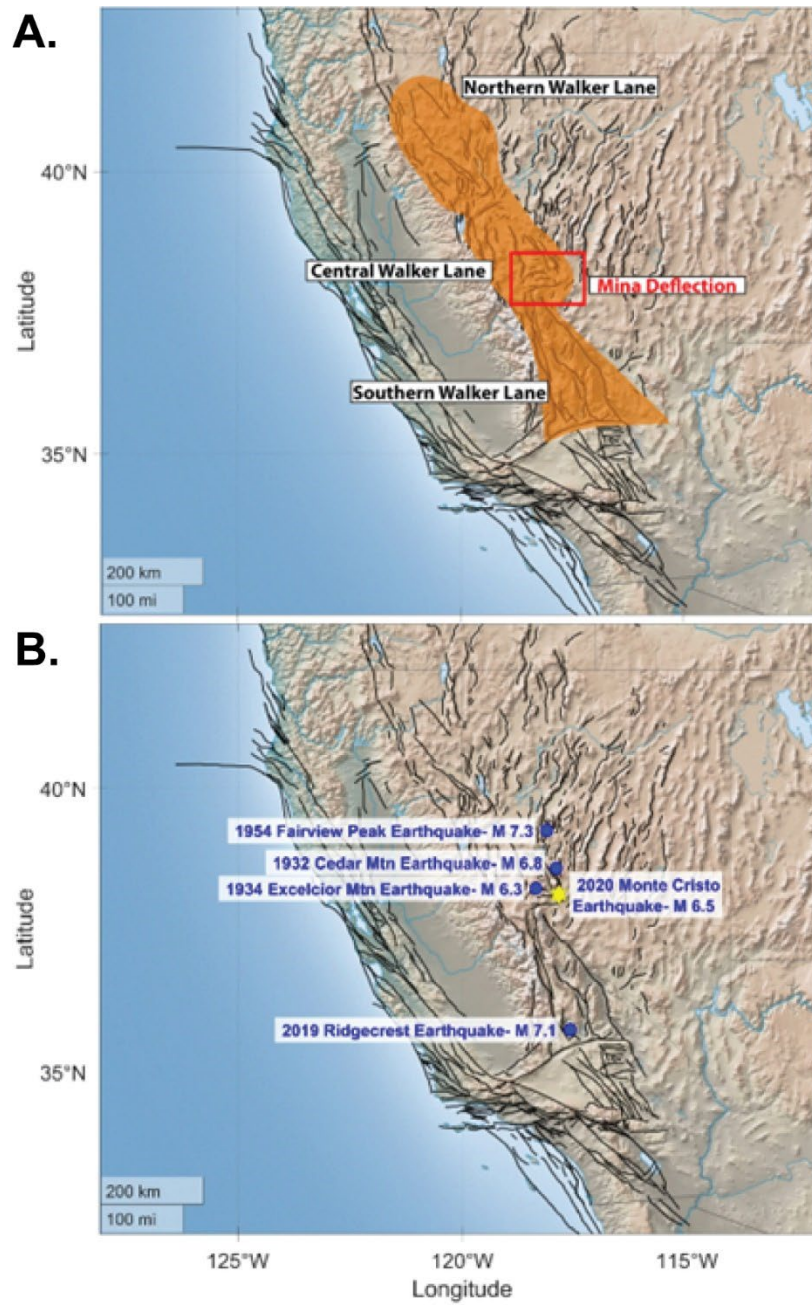 A.
Northern Walker Lane
40°N
Central Walker Lane
Mina Deflection
Latitude
Southern Walker Lane
35°N
200 km
100 mi
B.
40°N
1954 Fairview Peak Earthquake- M 7.3
1932 Cedar Mtn Earthquake- M 6.8
1934 Excelcior Mtn Earthquake- M 6.3
2020 Monte Cristo
Earthquake- M 6.5
Latitude
2019 Ridgecrest Earthquake- M 7.1
35°N
200 km
100 mi
125°W
120°W
115°W
Longitude